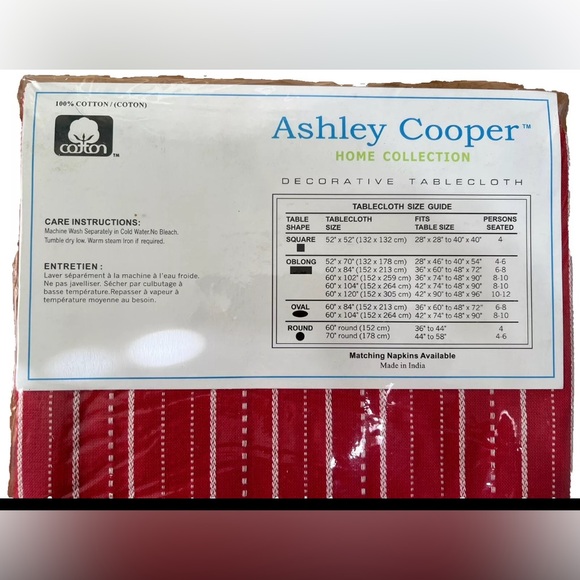 100% COTTON / (COTON)
cotton™
Ashley Cooper™
HOME COLLECTION
DECORATIVE TABLECLOTH
CARE INSTRUCTIONS:
Machine Wash Separately in Cold Water.No Bleach.
Tumble dry low. Warm steam Iron if required.
ENTRETIEN :
Laver séparément à la machine à l'eau froide.
Ne pas javelliser. Sécher par culbutage à
basse température.Repasser à vapeur à
température moyenne au besoin.
TABLECLOTH SIZE GUIDE
TABLE SHAPE TABLECLOTH SIZE FITS TABLE SIZE PERSONS SEATED
SQUARE 52" x 52" (132 x 132 cm) 28" x 28" to 40" x 40" 4
OBLONG 52" x 70" (132 x 178 cm) 28" x 46" to 40" x 54" 4-6
60" x 84" (152 x 213 cm) 36" x 60" to 48" x 72" 6-8
60" x 102" (152 x 259 cm) 36" x 74" to 48" x 90" 8-10
60" x 104" (152 x 264 cm) 42" x 74" to 48" x 90" 8-10
60" x 120" (152 x 305 cm) 42" x 90" to 48" x 96" 10-12
OVAL 60" x 84" (152 x 213 cm) 36" x 60" to 48" x 72" 6-8
60" x 104" (152 x 264 cm) 42" x 74" to 48" x 90" 8-10
ROUND 60" round (152 cm) 36" to 44" 4
70" round (178 cm) 44" to 58" 4-6
Matching Napkins Available
Made in India